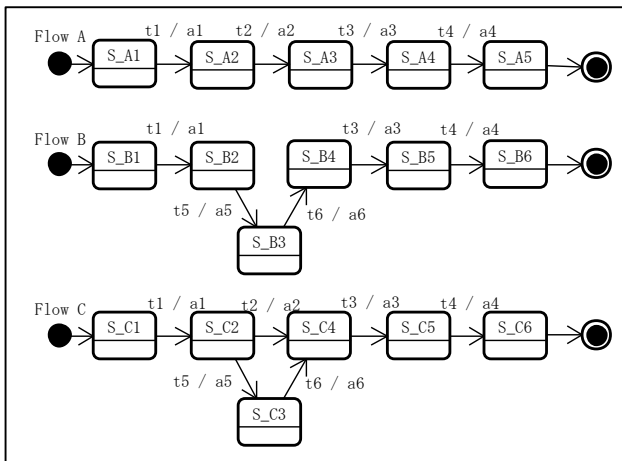 Flow A
t1 / a1 t2 / a2 t3 / a3 t4 / a4
S_A1 S_A2 S_A3 S_A4 S_A5
Flow B
t1 / a1 t3 / a3 t4 / a4
S_B1 S_B2 S_B4 S_B5 S_B6
t5 / a5 t6 / a6
S_B3
Flow C
t1 / a1 t2 / a2 t3 / a3 t4 / a4
S_C1 S_C2 S_C4 S_C5 S_C6
t5 / a5 t6 / a6
S_C3